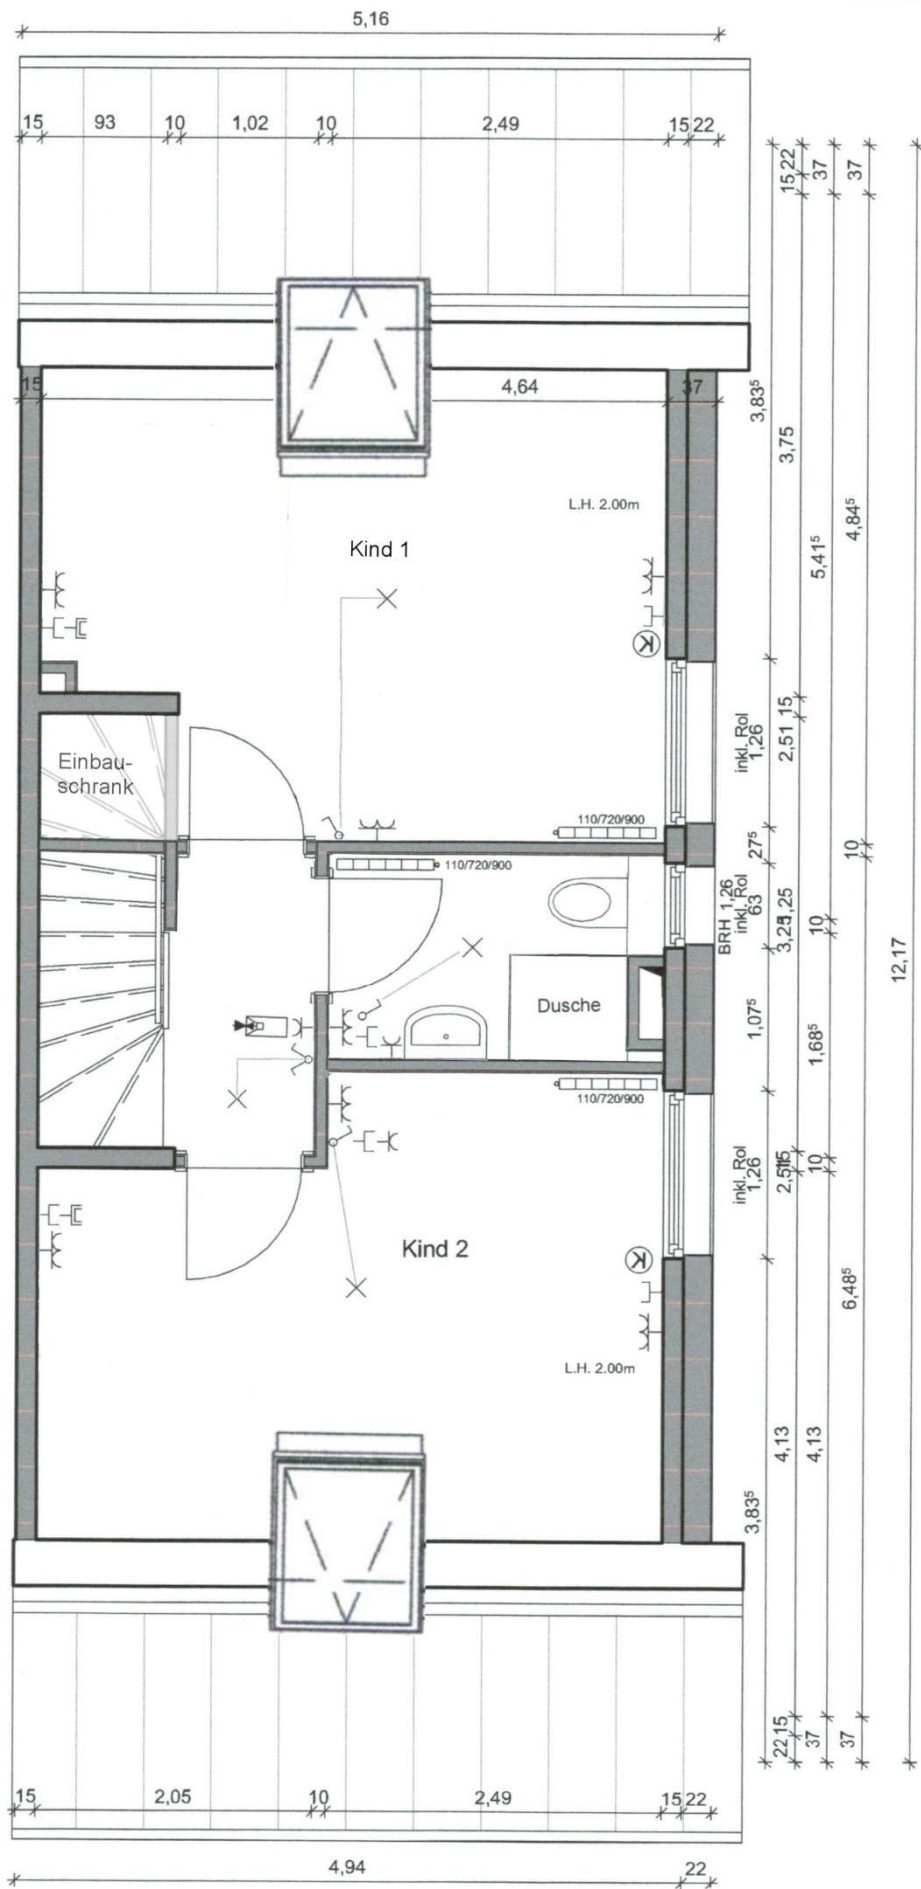 5,16
15 93 10 1,02 10 2,49 15 22
15 4,64 37
15 22
37
37
3,83⁵
3,75
5,41⁵
4,84⁵
L.H. 2.00m
Kind 1
Einbau-
schrank
inkl. Rol
1,26
2,51
15
110/720/900
27⁵
10
110/720/900
BRH 1,26
inkl. Rol
63
3,25
1,25
10
12,17
Dusche
1,07⁵
1,68⁵
110/720/900
inkl. Rol
1,26
2,51
15
10
Kind 2
6,48⁵
L.H. 2.00m
4,13
4,13
3,83⁵
22 15
37
37
15 2,05 10 2,49 15 22
4,94 22